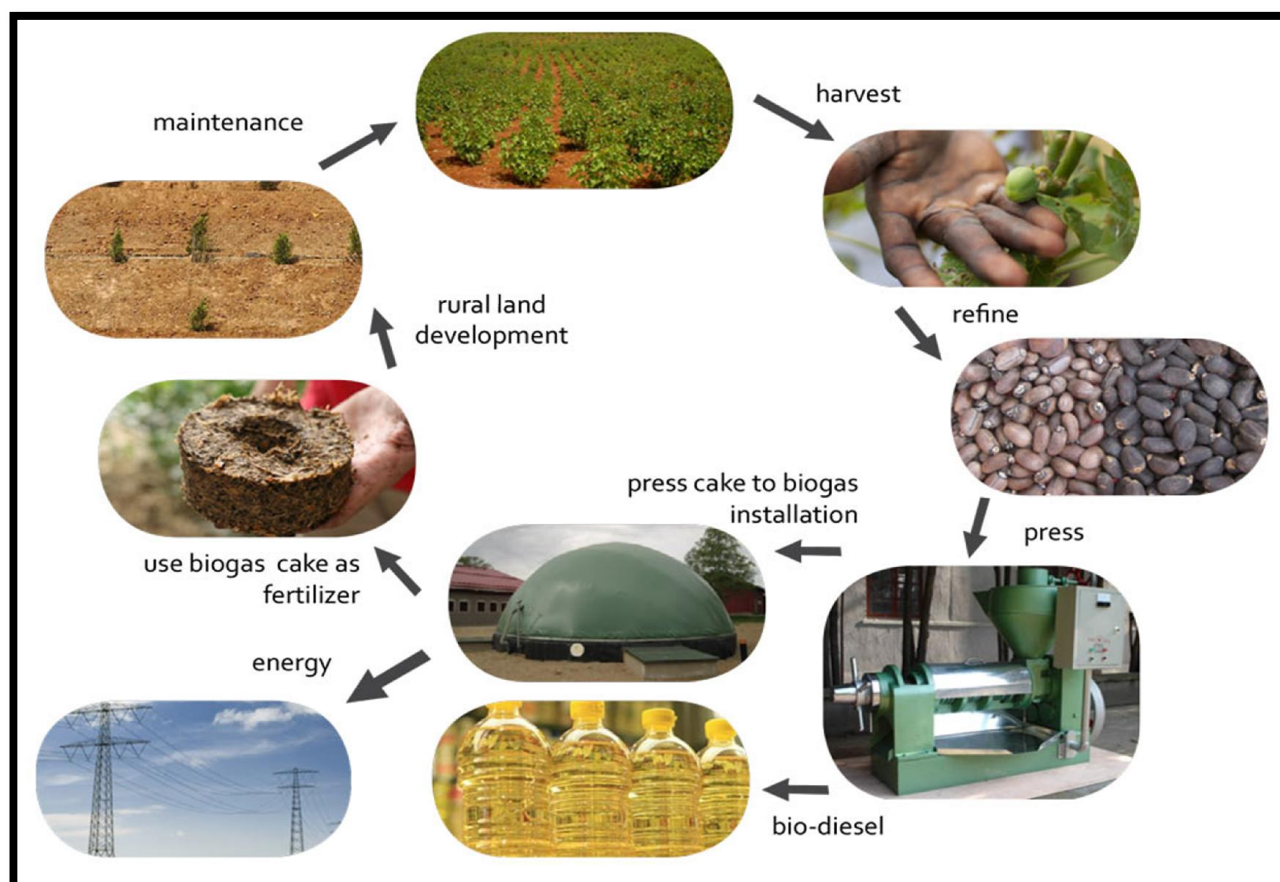 maintenance
harvest
rural land
development
refine
press cake to biogas
installation
press
use biogas cake as
fertilizer
energy
bio-diesel